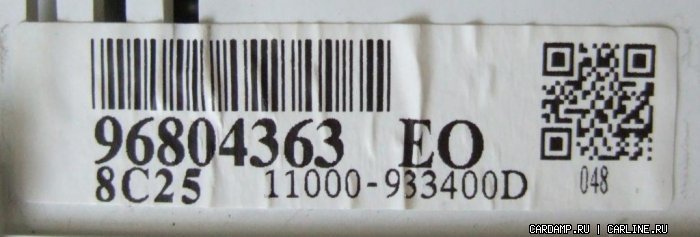 96804363 EO
8C25 11000-933400D
048
CARDAMP.RU | CARLINE.RU